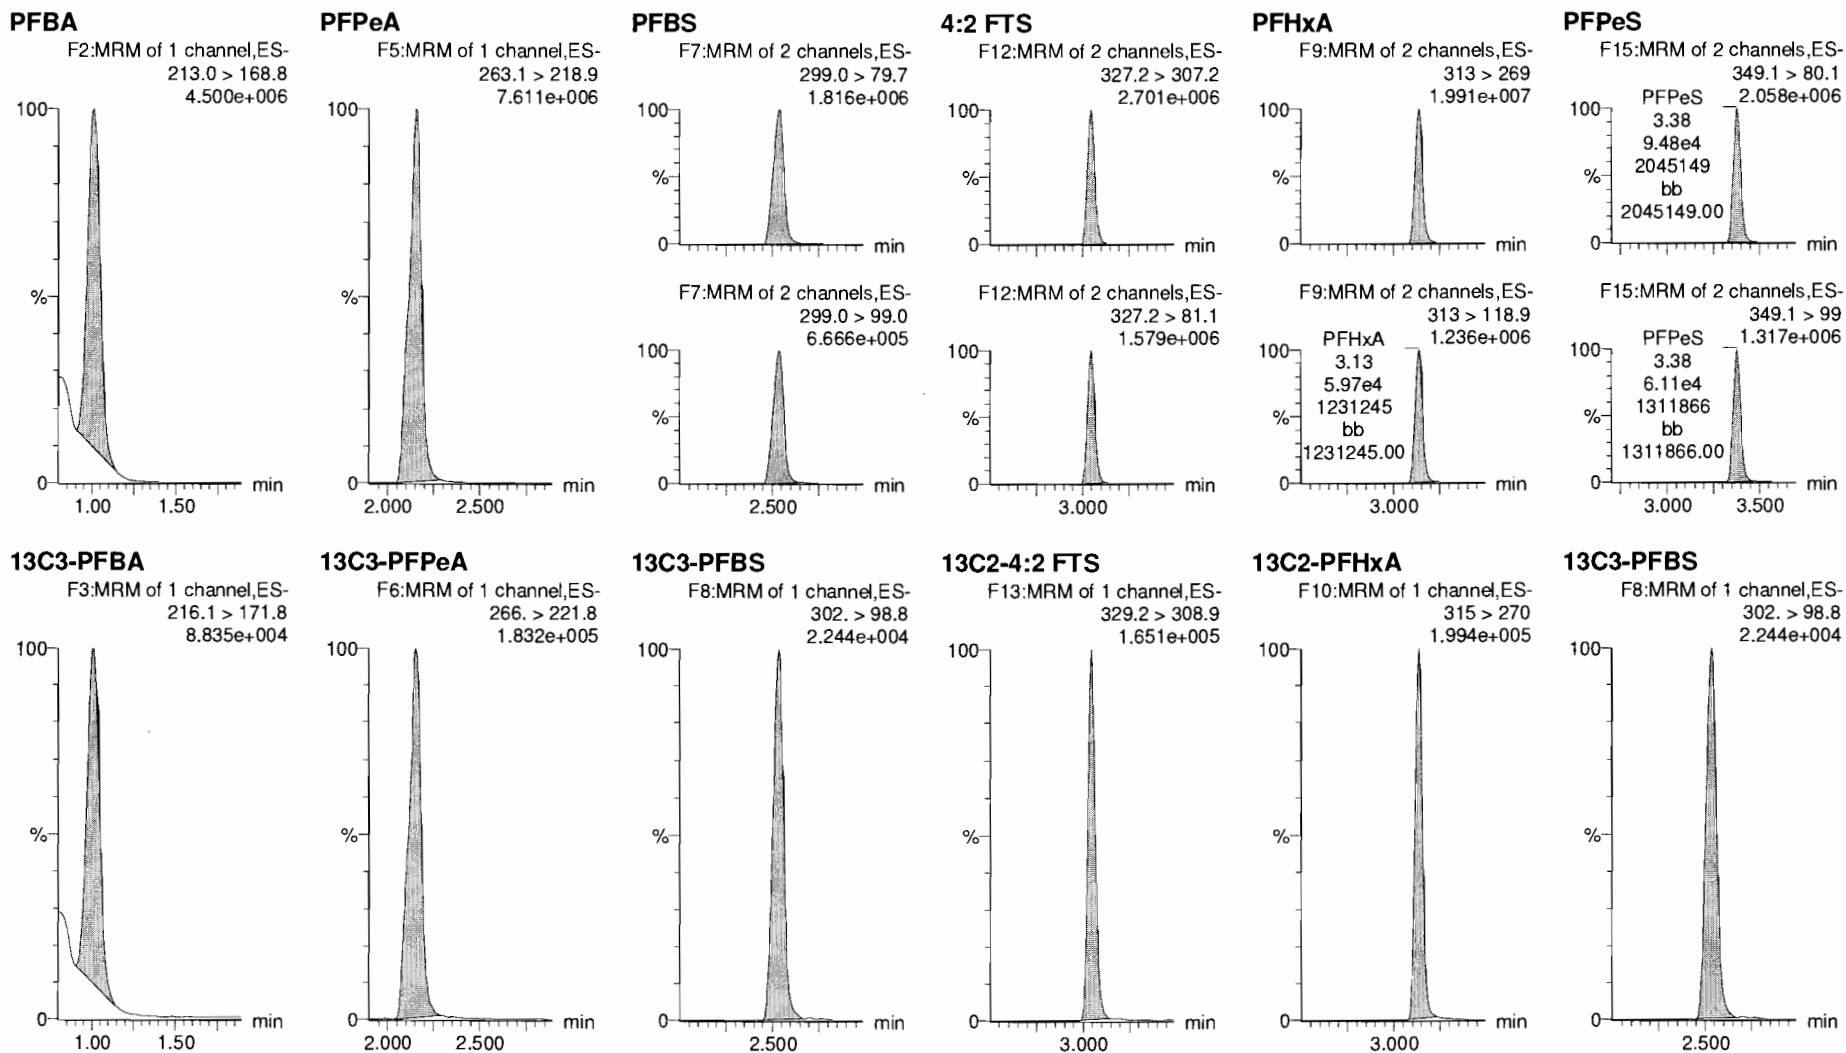 PFBA
F2:MRM of 1 channel,ES-
213.0 > 168.8
4.500e+006
100
%
0
min
1.00 1.50
PFPeA
F5:MRM of 1 channel,ES-
263.1 > 218.9
7.611e+006
100
%
0
min
2.000 2.500
PFBS
F7:MRM of 2 channels,ES-
299.0 > 79.7
1.816e+006
100
%
0
min
F7:MRM of 2 channels,ES-
299.0 > 99.0
6.666e+005
100
%
0
min
2.500
4:2 FTS
F12:MRM of 2 channels,ES-
327.2 > 307.2
2.701e+006
100
%
0
min
F12:MRM of 2 channels,ES-
327.2 > 81.1
1.579e+006
100
%
0
min
3.000
PFHxA
F9:MRM of 2 channels,ES-
313 > 269
1.991e+007
100
%
0
min
F9:MRM of 2 channels,ES-
313 > 118.9
1.236e+006
PFHxA
3.13
5.97e4
1231245
bb
1231245.00
100
%
0
min
3.000
PFPeS
F15:MRM of 2 channels,ES-
349.1 > 80.1
2.058e+006
PFPeS
3.38
9.48e4
2045149
bb
2045149.00
100
%
0
min
F15:MRM of 2 channels,ES-
349.1 > 99
1.317e+006
PFPeS
3.38
6.11e4
1311866
bb
1311866.00
100
%
0
min
3.000 3.500
13C3-PFBA
F3:MRM of 1 channel,ES-
216.1 > 171.8
8.835e+004
100
%
0
min
1.00 1.50
13C3-PFPeA
F6:MRM of 1 channel,ES-
266. > 221.8
1.832e+005
100
%
0
min
2.000 2.500
13C3-PFBS
F8:MRM of 1 channel,ES-
302. > 98.8
2.244e+004
100
%
0
min
2.500
13C2-4:2 FTS
F13:MRM of 1 channel,ES-
329.2 > 308.9
1.651e+005
100
%
0
min
3.000
13C2-PFHxA
F10:MRM of 1 channel,ES-
315 > 270
1.994e+005
100
%
0
min
3.000
13C3-PFBS
F8:MRM of 1 channel,ES-
302. > 98.8
2.244e+004
100
%
0
min
2.500